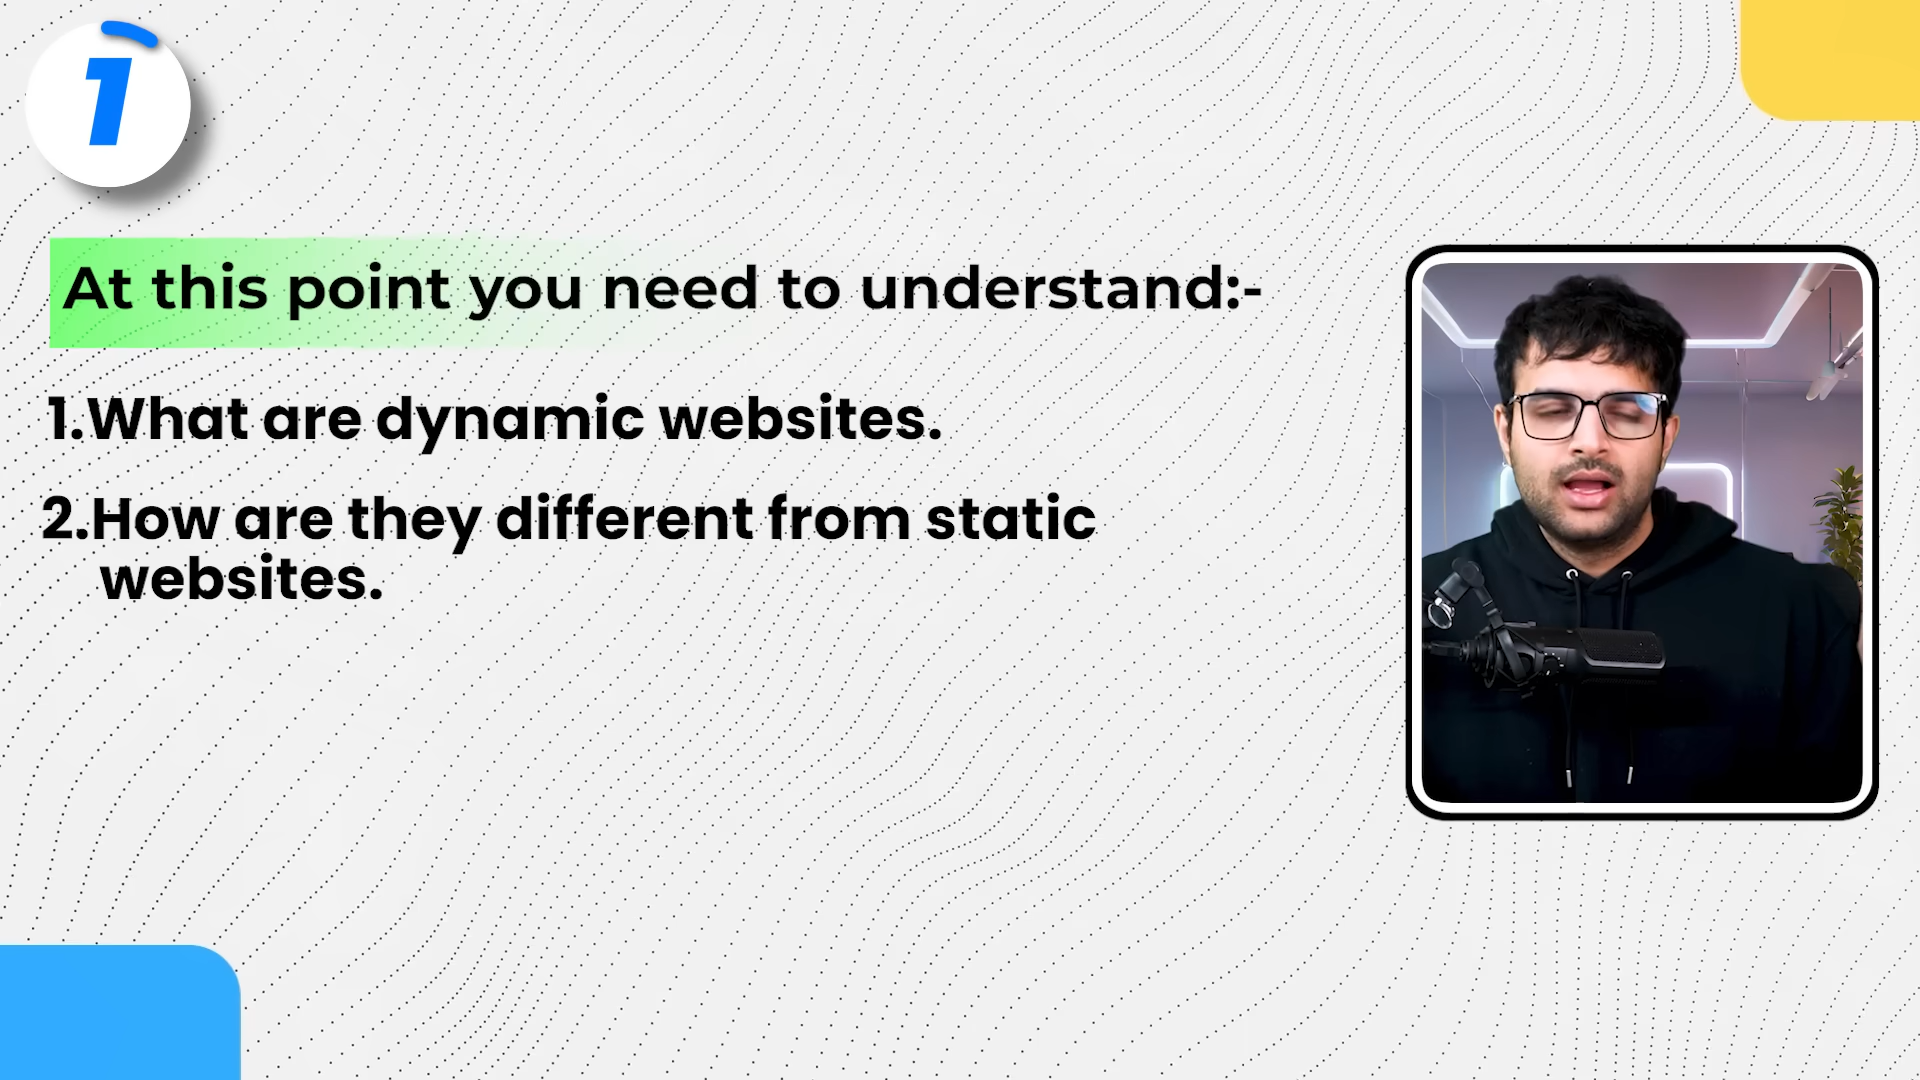 1
At this point you need to understand:-
1.What are dynamic websites.
2.How are they different from static
websites.